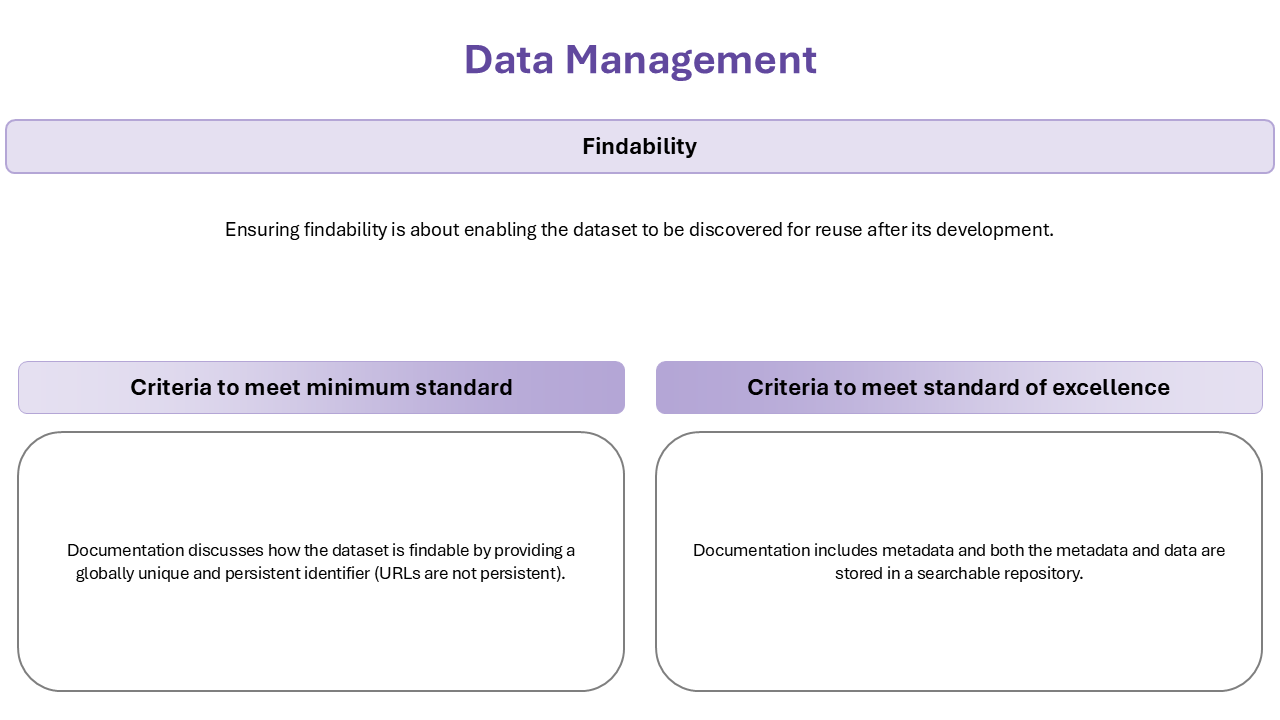 Data Management
Findability
Ensuring findability is about enabling the dataset to be discovered for reuse after its development.
Criteria to meet minimum standard
Documentation discusses how the dataset is findable by providing a
globally unique and persistent identifier (URLs are not persistent).
Criteria to meet standard of excellence
Documentation includes metadata and both the metadata and data are
stored in a searchable repository.